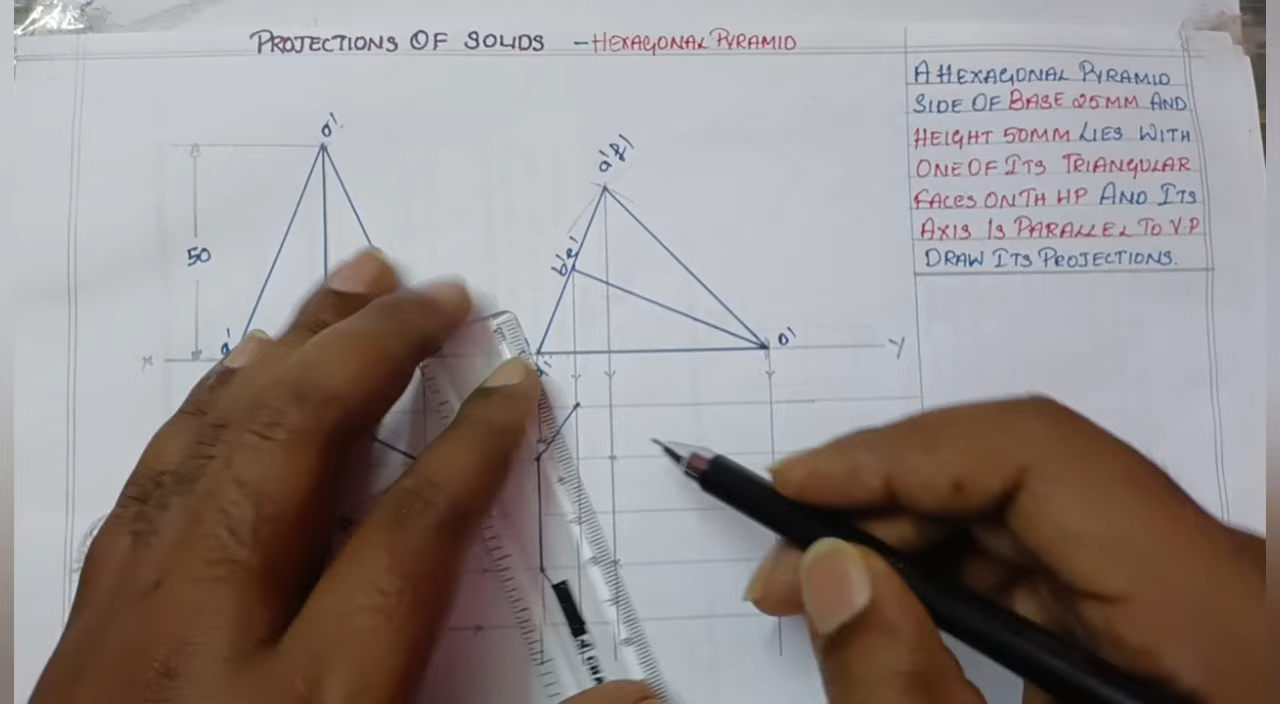 PROJECTIONS OF SOLIDS - HEXAGONAL PYRAMID
A HEXAGONAL PYRAMID
SIDE OF BASE 25MM AND
HEIGHT 50MM LIES WITH
ONE OF ITS TRIANGULAR
FACES ON TH HP AND ITS
AXIS IS PARALLEL TO V.P
DRAW ITS PROJECTIONS.
o'
50
a'
X
a'f'
b'e'
o'
Y